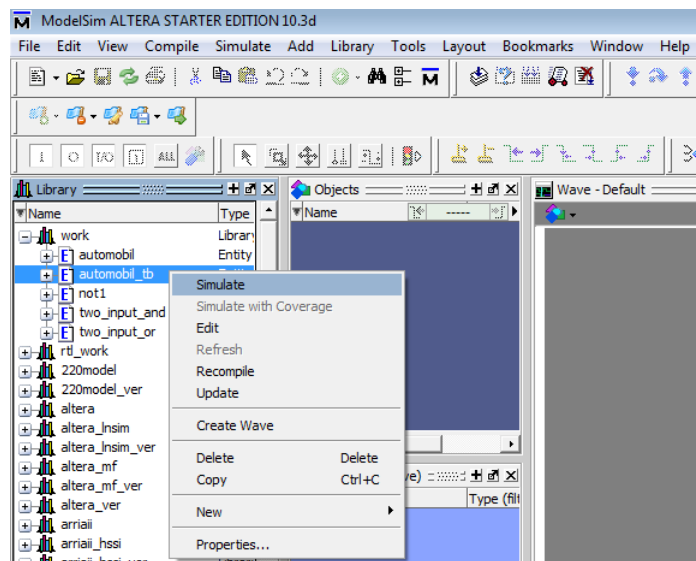 M ModelSim ALTERA STARTER EDITION 10.3d
File Edit View Compile Simulate Add Library Tools Layout Bookmarks Window Help
M
1 0 I/O ALL
Library
Name Type
work Library
automobil Entity
automobil_tb
not1
two_input_and
two_input_or
rtl_work
220model
220model_ver
altera
altera_lnsim
altera_lnsim_ver
altera_mf
altera_mf_ver
altera_ver
arriaii
arriaii_hssi
Objects
Name
Wave - Default
Simulate
Simulate with Coverage
Edit
Refresh
Recompile
Update
Create Wave
Delete Delete
Copy Ctrl+C
New
Properties...